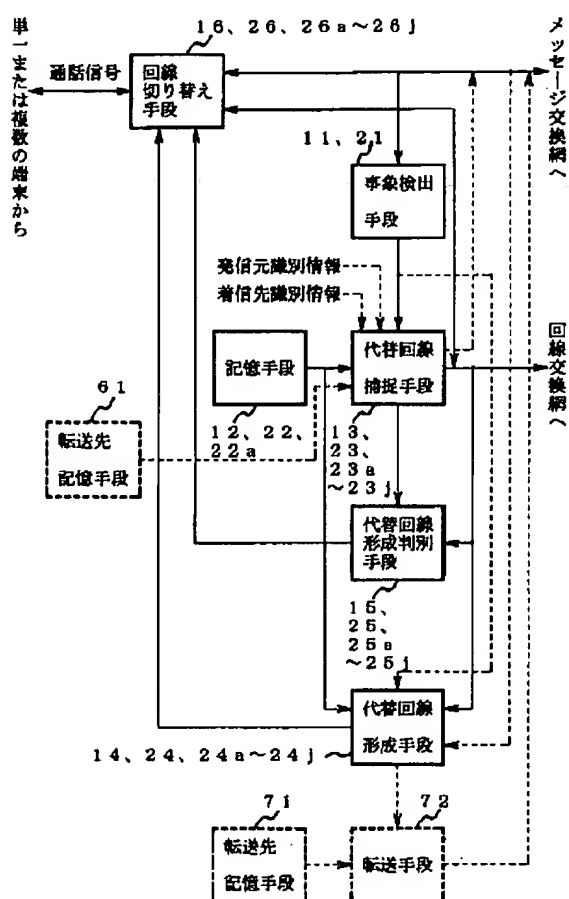 １６、２６、２６ａ～２６ｊ
単一または複数の端末から
通話信号
回線
切り替え
手段
メッセージ交換網へ
１１、２１
事象検出
手段
発信元識別情報
着信先識別情報
記憶手段
代替回線
捕捉手段
回線交換網へ
６１
転送先
記憶手段
１２、２２、
２２ａ
１３、
２３、
２３ａ
～２３ｊ
代替回線
形成判別
手段
１５、
２５、
２５ａ
～２５ｊ
代替回線
形成手段
１４、２４、２４ａ～２４ｊ
７１
７２
転送先
記憶手段
転送手段